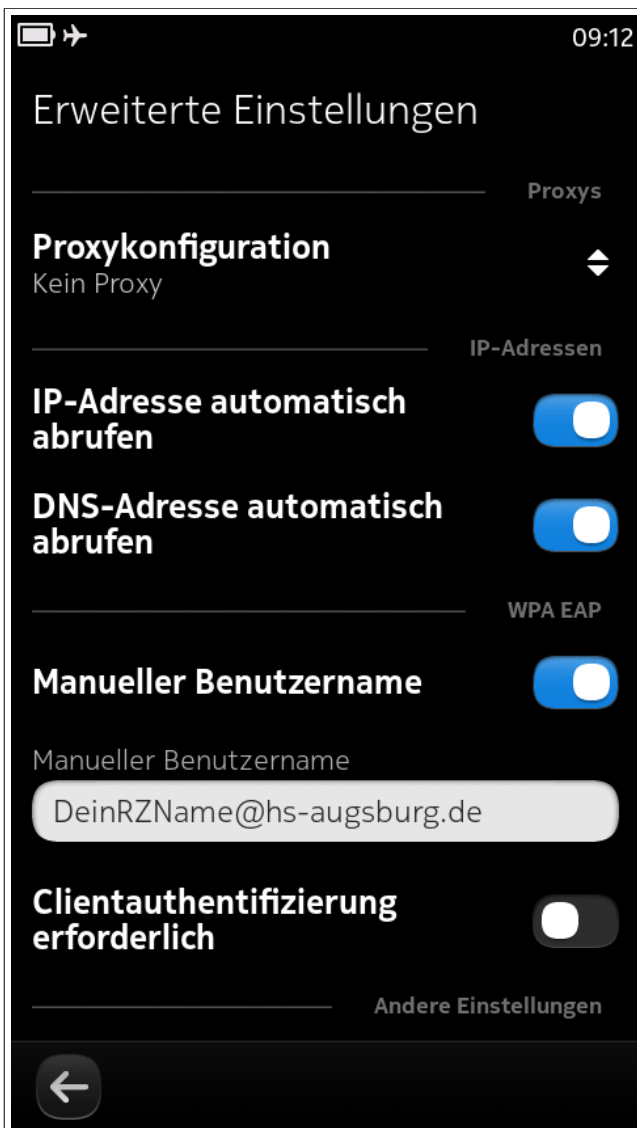 09:12
Erweiterte Einstellungen
Proxys
Proxykonfiguration
Kein Proxy
IP-Adressen
IP-Adresse automatisch
abrufen
DNS-Adresse automatisch
abrufen
WPA EAP
Manueller Benutzername
Manueller Benutzername
DeinRZName@hs-augsburg.de
Clientauthentifizierung
erforderlich
Andere Einstellungen